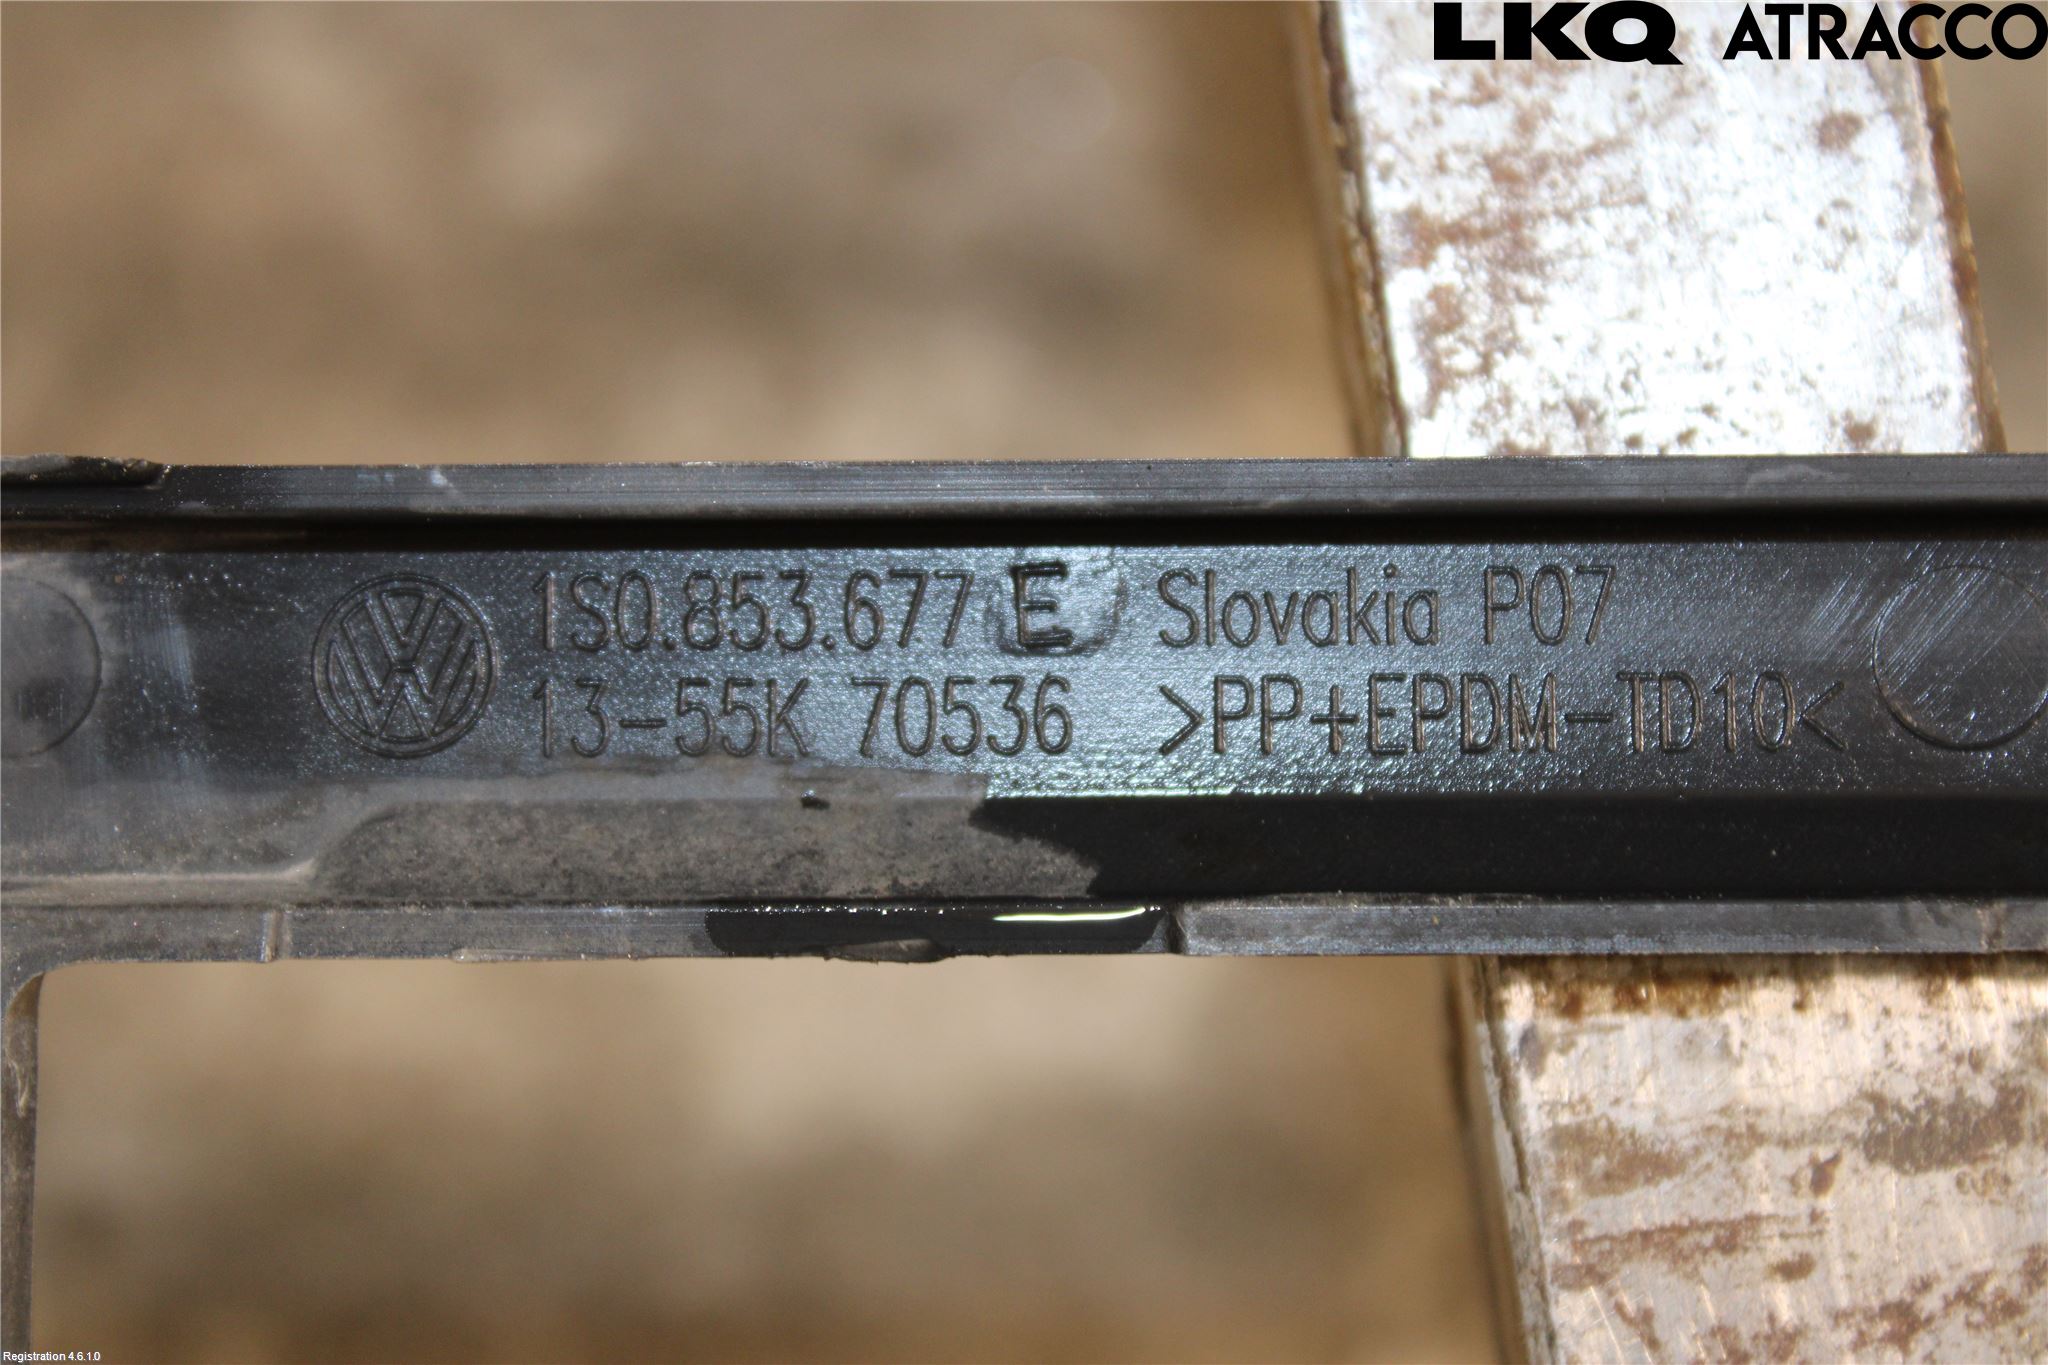 LKQ ATRACCO
1S0.853.677 E Slovakia P07
13-55K 70536 >PP+EPDM-TD10<
Registration 4.6.1.0